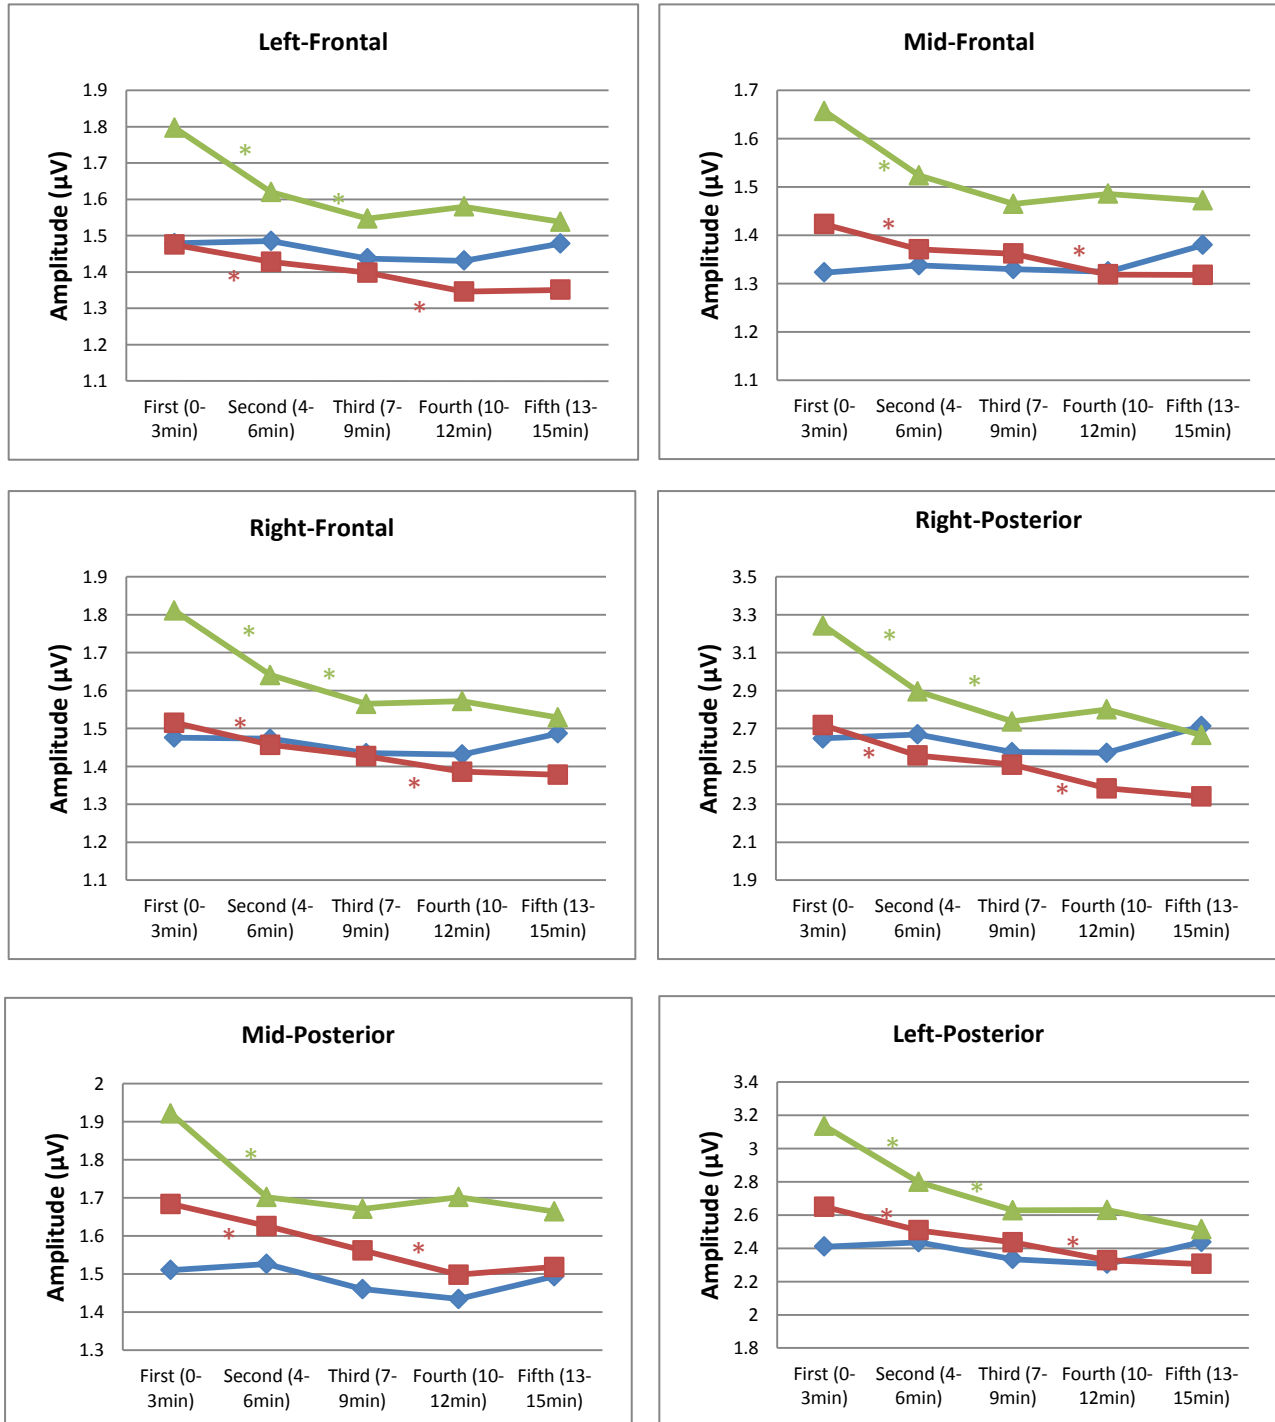 Left-Frontal
Amplitude (µV)
1.9
1.8
1.7
1.6
1.5
1.4
1.3
1.2
1.1
*
*
*
*
First (0-
3min)
Second (4-
6min)
Third (7-
9min)
Fourth (10-
12min)
Fifth (13-
15min)
Mid-Frontal
Amplitude (µV)
1.7
1.6
1.5
1.4
1.3
1.2
1.1
*
*
*
First (0-
3min)
Second (4-
6min)
Third (7-
9min)
Fourth (10-
12min)
Fifth (13-
15min)
Right-Frontal
Amplitude (µV)
1.9
1.8
1.7
1.6
1.5
1.4
1.3
1.2
1.1
*
*
*
*
First (0-
3min)
Second (4-
6min)
Third (7-
9min)
Fourth (10-
12min)
Fifth (13-
15min)
Right-Posterior
Amplitude (µV)
3.5
3.3
3.1
2.9
2.7
2.5
2.3
2.1
1.9
*
*
*
*
First (0-
3min)
Second (4-
6min)
Third (7-
9min)
Fourth (10-
12min)
Fifth (13-
15min)
Mid-Posterior
Amplitude (µV)
2
1.9
1.8
1.7
1.6
1.5
1.4
1.3
*
*
*
First (0-
3min)
Second (4-
6min)
Third (7-
9min)
Fourth (10-
12min)
Fifth (13-
15min)
Left-Posterior
Amplitude (µV)
3.4
3.2
3
2.8
2.6
2.4
2.2
2
1.8
*
*
*
*
First (0-
3min)
Second (4-
6min)
Third (7-
9min)
Fourth (10-
12min)
Fifth (13-
15min)